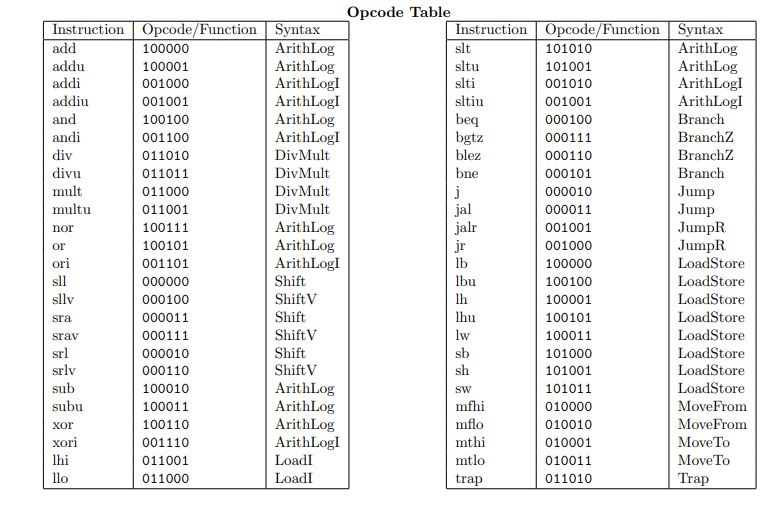 Opcode Table
Instruction Opcode/Function Syntax
add 100000 ArithLog
addu 100001 ArithLog
addi 001000 ArithLogI
addiu 001001 ArithLogI
and 100100 ArithLog
andi 001100 ArithLogI
div 011010 DivMult
divu 011011 DivMult
mult 011000 DivMult
multu 011001 DivMult
nor 100111 ArithLog
or 100101 ArithLog
ori 001101 ArithLogI
sll 000000 Shift
sllv 000100 ShiftV
sra 000011 Shift
srav 000111 ShiftV
srl 000010 Shift
srlv 000110 ShiftV
sub 100010 ArithLog
subu 100011 ArithLog
xor 100110 ArithLog
xori 001110 ArithLogI
lhi 011001 LoadI
llo 011000 LoadI
Instruction Opcode/Function Syntax
slt 101010 ArithLog
sltu 101001 ArithLog
slti 001010 ArithLogI
sltiu 001001 ArithLogI
beq 000100 Branch
bgtz 000111 BranchZ
blez 000110 BranchZ
bne 000101 Branch
j 000010 Jump
jal 000011 Jump
jalr 001001 JumpR
jr 001000 JumpR
lb 100000 LoadStore
lbu 100100 LoadStore
lh 100001 LoadStore
lhu 100101 LoadStore
lw 100011 LoadStore
sb 101000 LoadStore
sh 101001 LoadStore
sw 101011 LoadStore
mfhi 010000 MoveFrom
mflo 010010 MoveFrom
mthi 010001 MoveTo
mtlo 010011 MoveTo
trap 011010 Trap